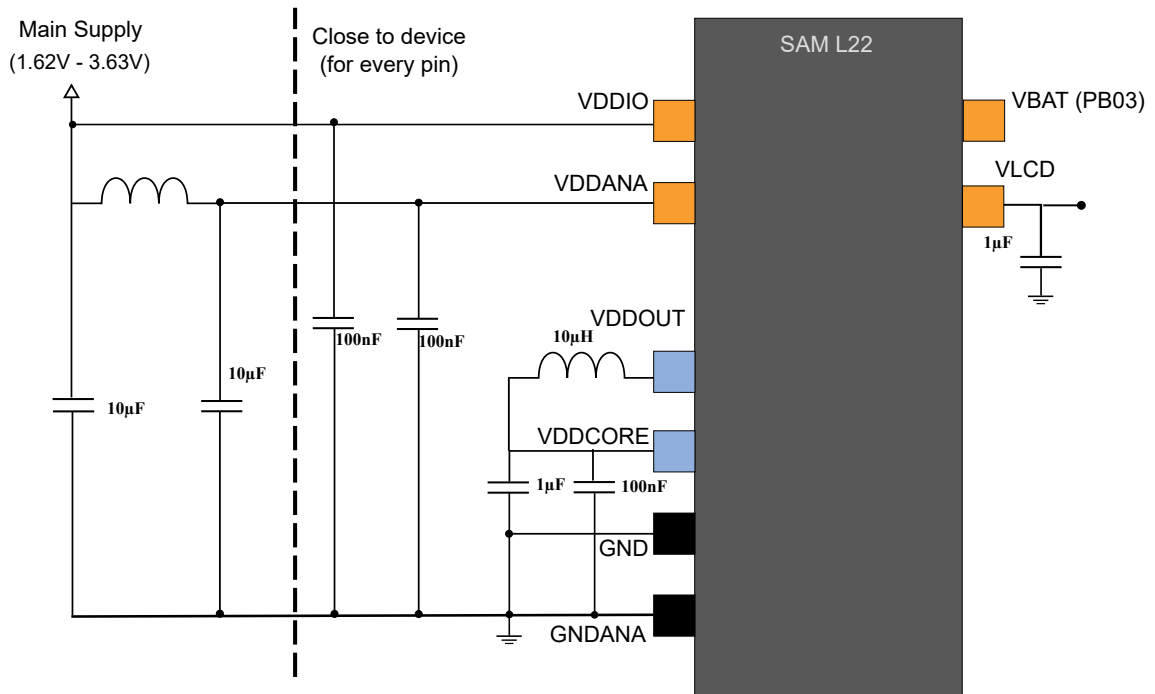 Main Supply
(1.62V - 3.63V)
Close to device
(for every pin)
SAM L22
VDDIO
VBAT (PB03)
VDDANA
VLCD
1µF
VDDOUT
10µH
100nF
100nF
10µF
10µF
VDDCORE
1µF
100nF
GND
GNDANA